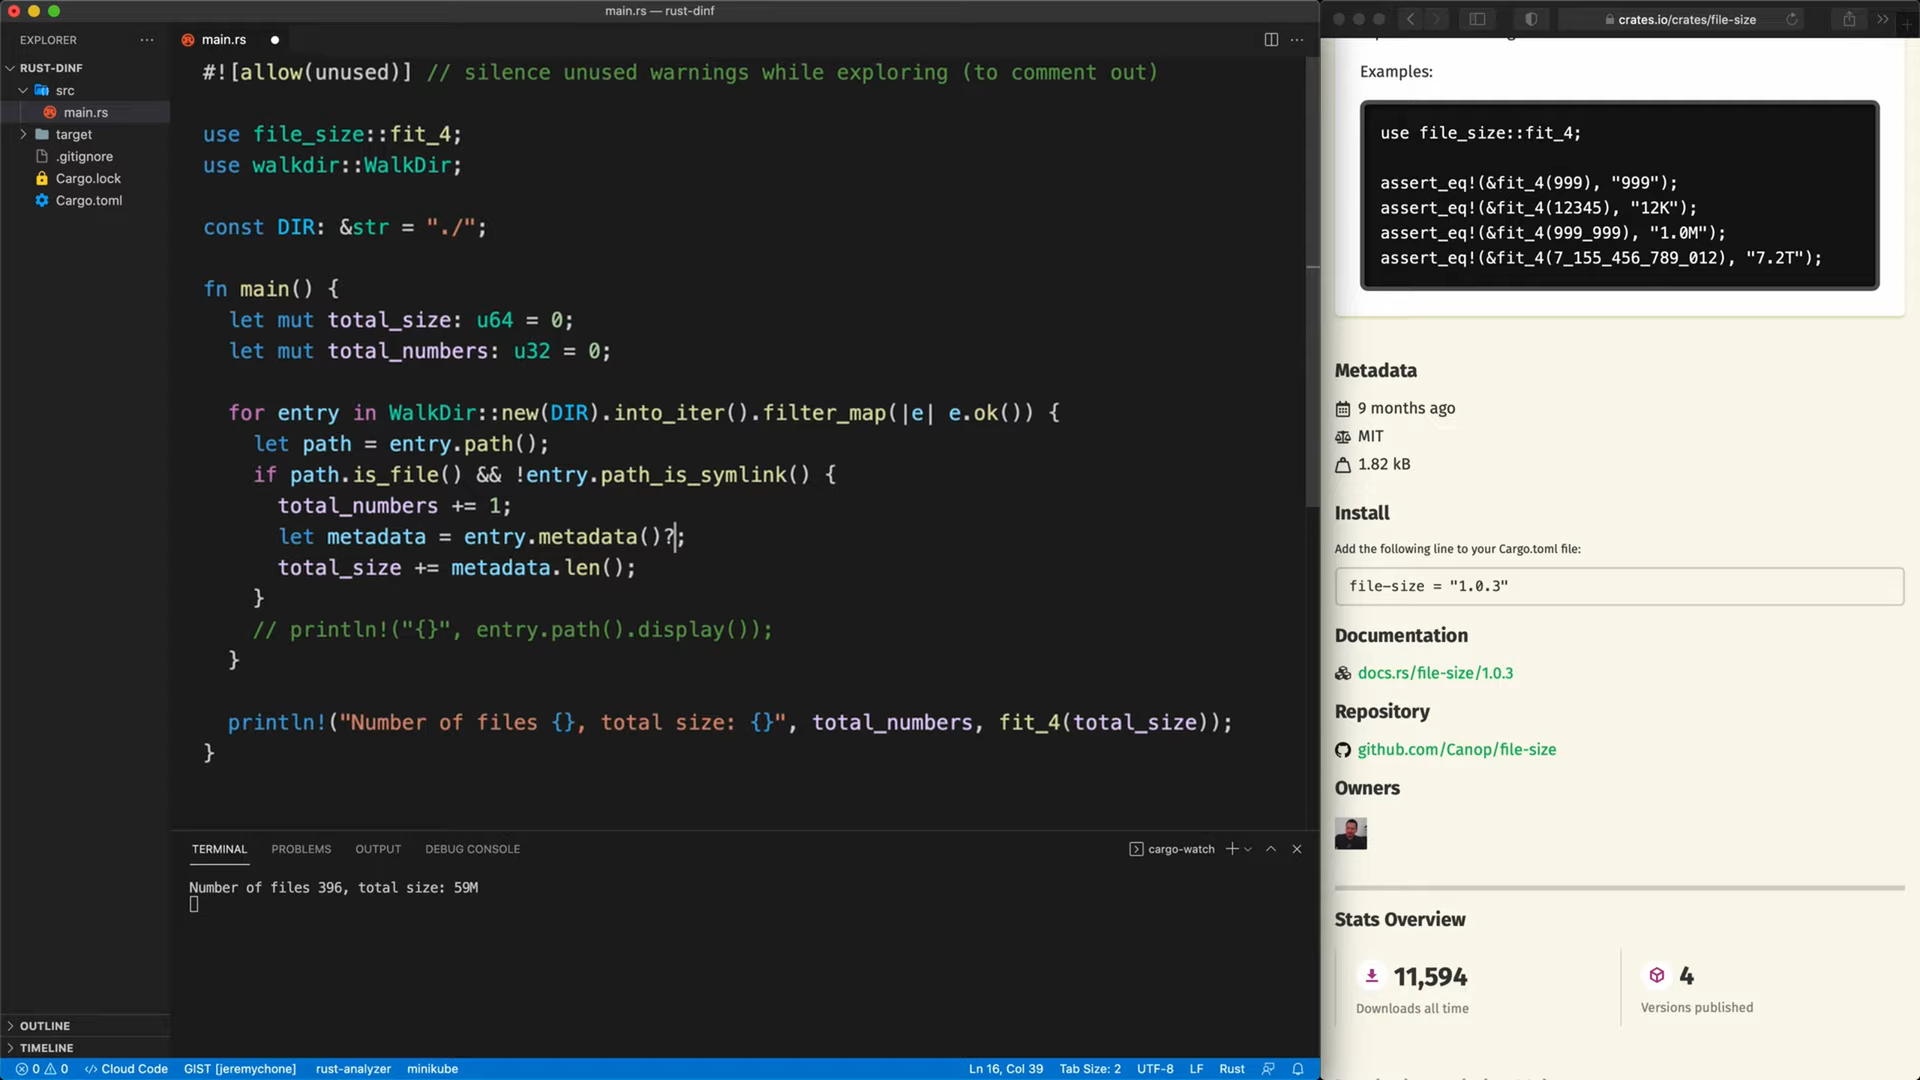 main.rs — rust-dinf
EXPLORER
RUST-DINF
src
main.rs
target
.gitignore
Cargo.lock
Cargo.toml
OUTLINE
TIMELINE
main.rs
#![allow(unused)] // silence unused warnings while exploring (to comment out)
use file_size::fit_4;
use walkdir::WalkDir;
const DIR: &str = "./";
fn main() {
let mut total_size: u64 = 0;
let mut total_numbers: u32 = 0;
for entry in WalkDir::new(DIR).into_iter().filter_map(|e| e.ok()) {
let path = entry.path();
if path.is_file() && !entry.path_is_symlink() {
total_numbers += 1;
let metadata = entry.metadata()?;
total_size += metadata.len();
}
// println!("{}", entry.path().display());
}
println!("Number of files {}, total size: {}", total_numbers, fit_4(total_size));
}
TERMINAL PROBLEMS OUTPUT DEBUG CONSOLE
cargo-watch
Number of files 396, total size: 59M
0 0 Cloud Code GIST [jeremychone] rust-analyzer minikube
Ln 16, Col 39 Tab Size: 2 UTF-8 LF Rust
crates.io/crates/file-size
Examples:
use file_size::fit_4;
assert_eq!(&fit_4(999), "999");
assert_eq!(&fit_4(12345), "12K");
assert_eq!(&fit_4(999_999), "1.0M");
assert_eq!(&fit_4(7_155_456_789_012), "7.2T");
Metadata
9 months ago
MIT
1.82 kB
Install
Add the following line to your Cargo.toml file:
file-size = "1.0.3"
Documentation
docs.rs/file-size/1.0.3
Repository
github.com/Canop/file-size
Owners
Stats Overview
11,594
Downloads all time
4
Versions published